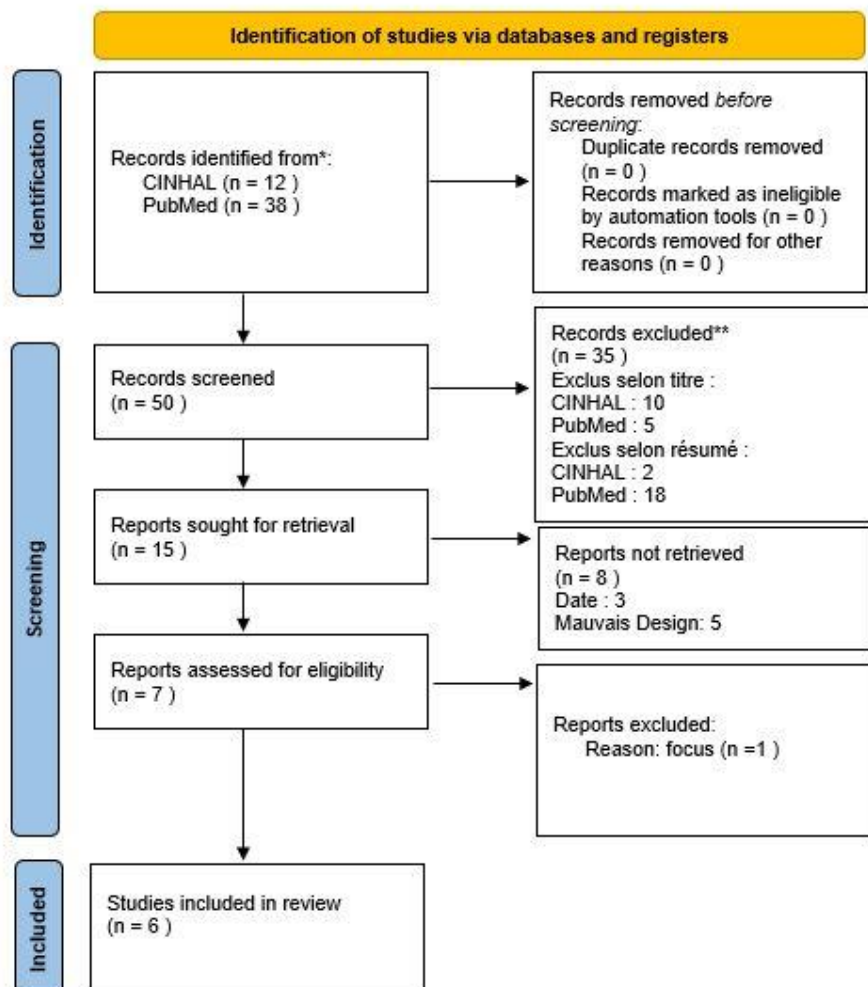 Identification of studies via databases and registers
Identification
Records identified from*:
CINHAL (n = 12 )
PubMed (n = 38 )
Records removed before
screening:
Duplicate records removed
(n = 0 )
Records marked as ineligible
by automation tools (n = 0 )
Records removed for other
reasons (n = 0 )
Screening
Records screened
(n = 50 )
Records excluded**
(n = 35 )
Exclus selon titre :
CINHAL : 10
PubMed : 5
Exclus selon résumé :
CINHAL : 2
PubMed : 18
Reports sought for retrieval
(n = 15 )
Reports not retrieved
(n = 8 )
Date : 3
Mauvais Design: 5
Reports assessed for eligibility
(n = 7 )
Reports excluded:
Reason: focus (n =1 )
Included
Studies included in review
(n = 6 )